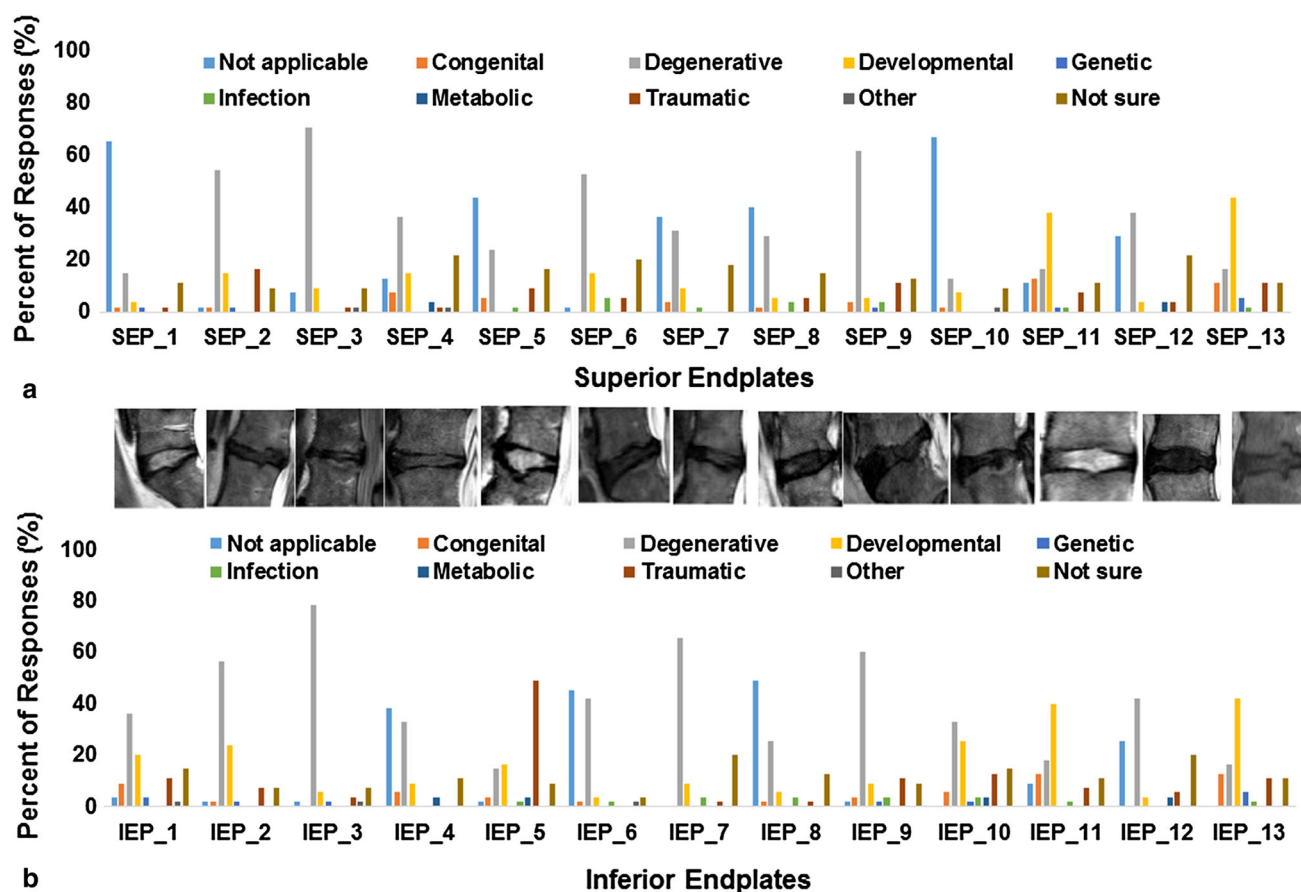 100
80
60
40
20
0
Percent of Responses (%)
Not applicable Congenital Degenerative Developmental Genetic
Infection Metabolic Traumatic Other Not sure
SEP_1 SEP_2 SEP_3 SEP_4 SEP_5 SEP_6 SEP_7 SEP_8 SEP_9 SEP_10 SEP_11 SEP_12 SEP_13
a
Superior Endplates
100
80
60
40
20
0
Percent of Responses (%)
Not applicable Congenital Degenerative Developmental Genetic
Infection Metabolic Traumatic Other Not sure
IEP_1 IEP_2 IEP_3 IEP_4 IEP_5 IEP_6 IEP_7 IEP_8 IEP_9 IEP_10 IEP_11 IEP_12 IEP_13
b
Inferior Endplates